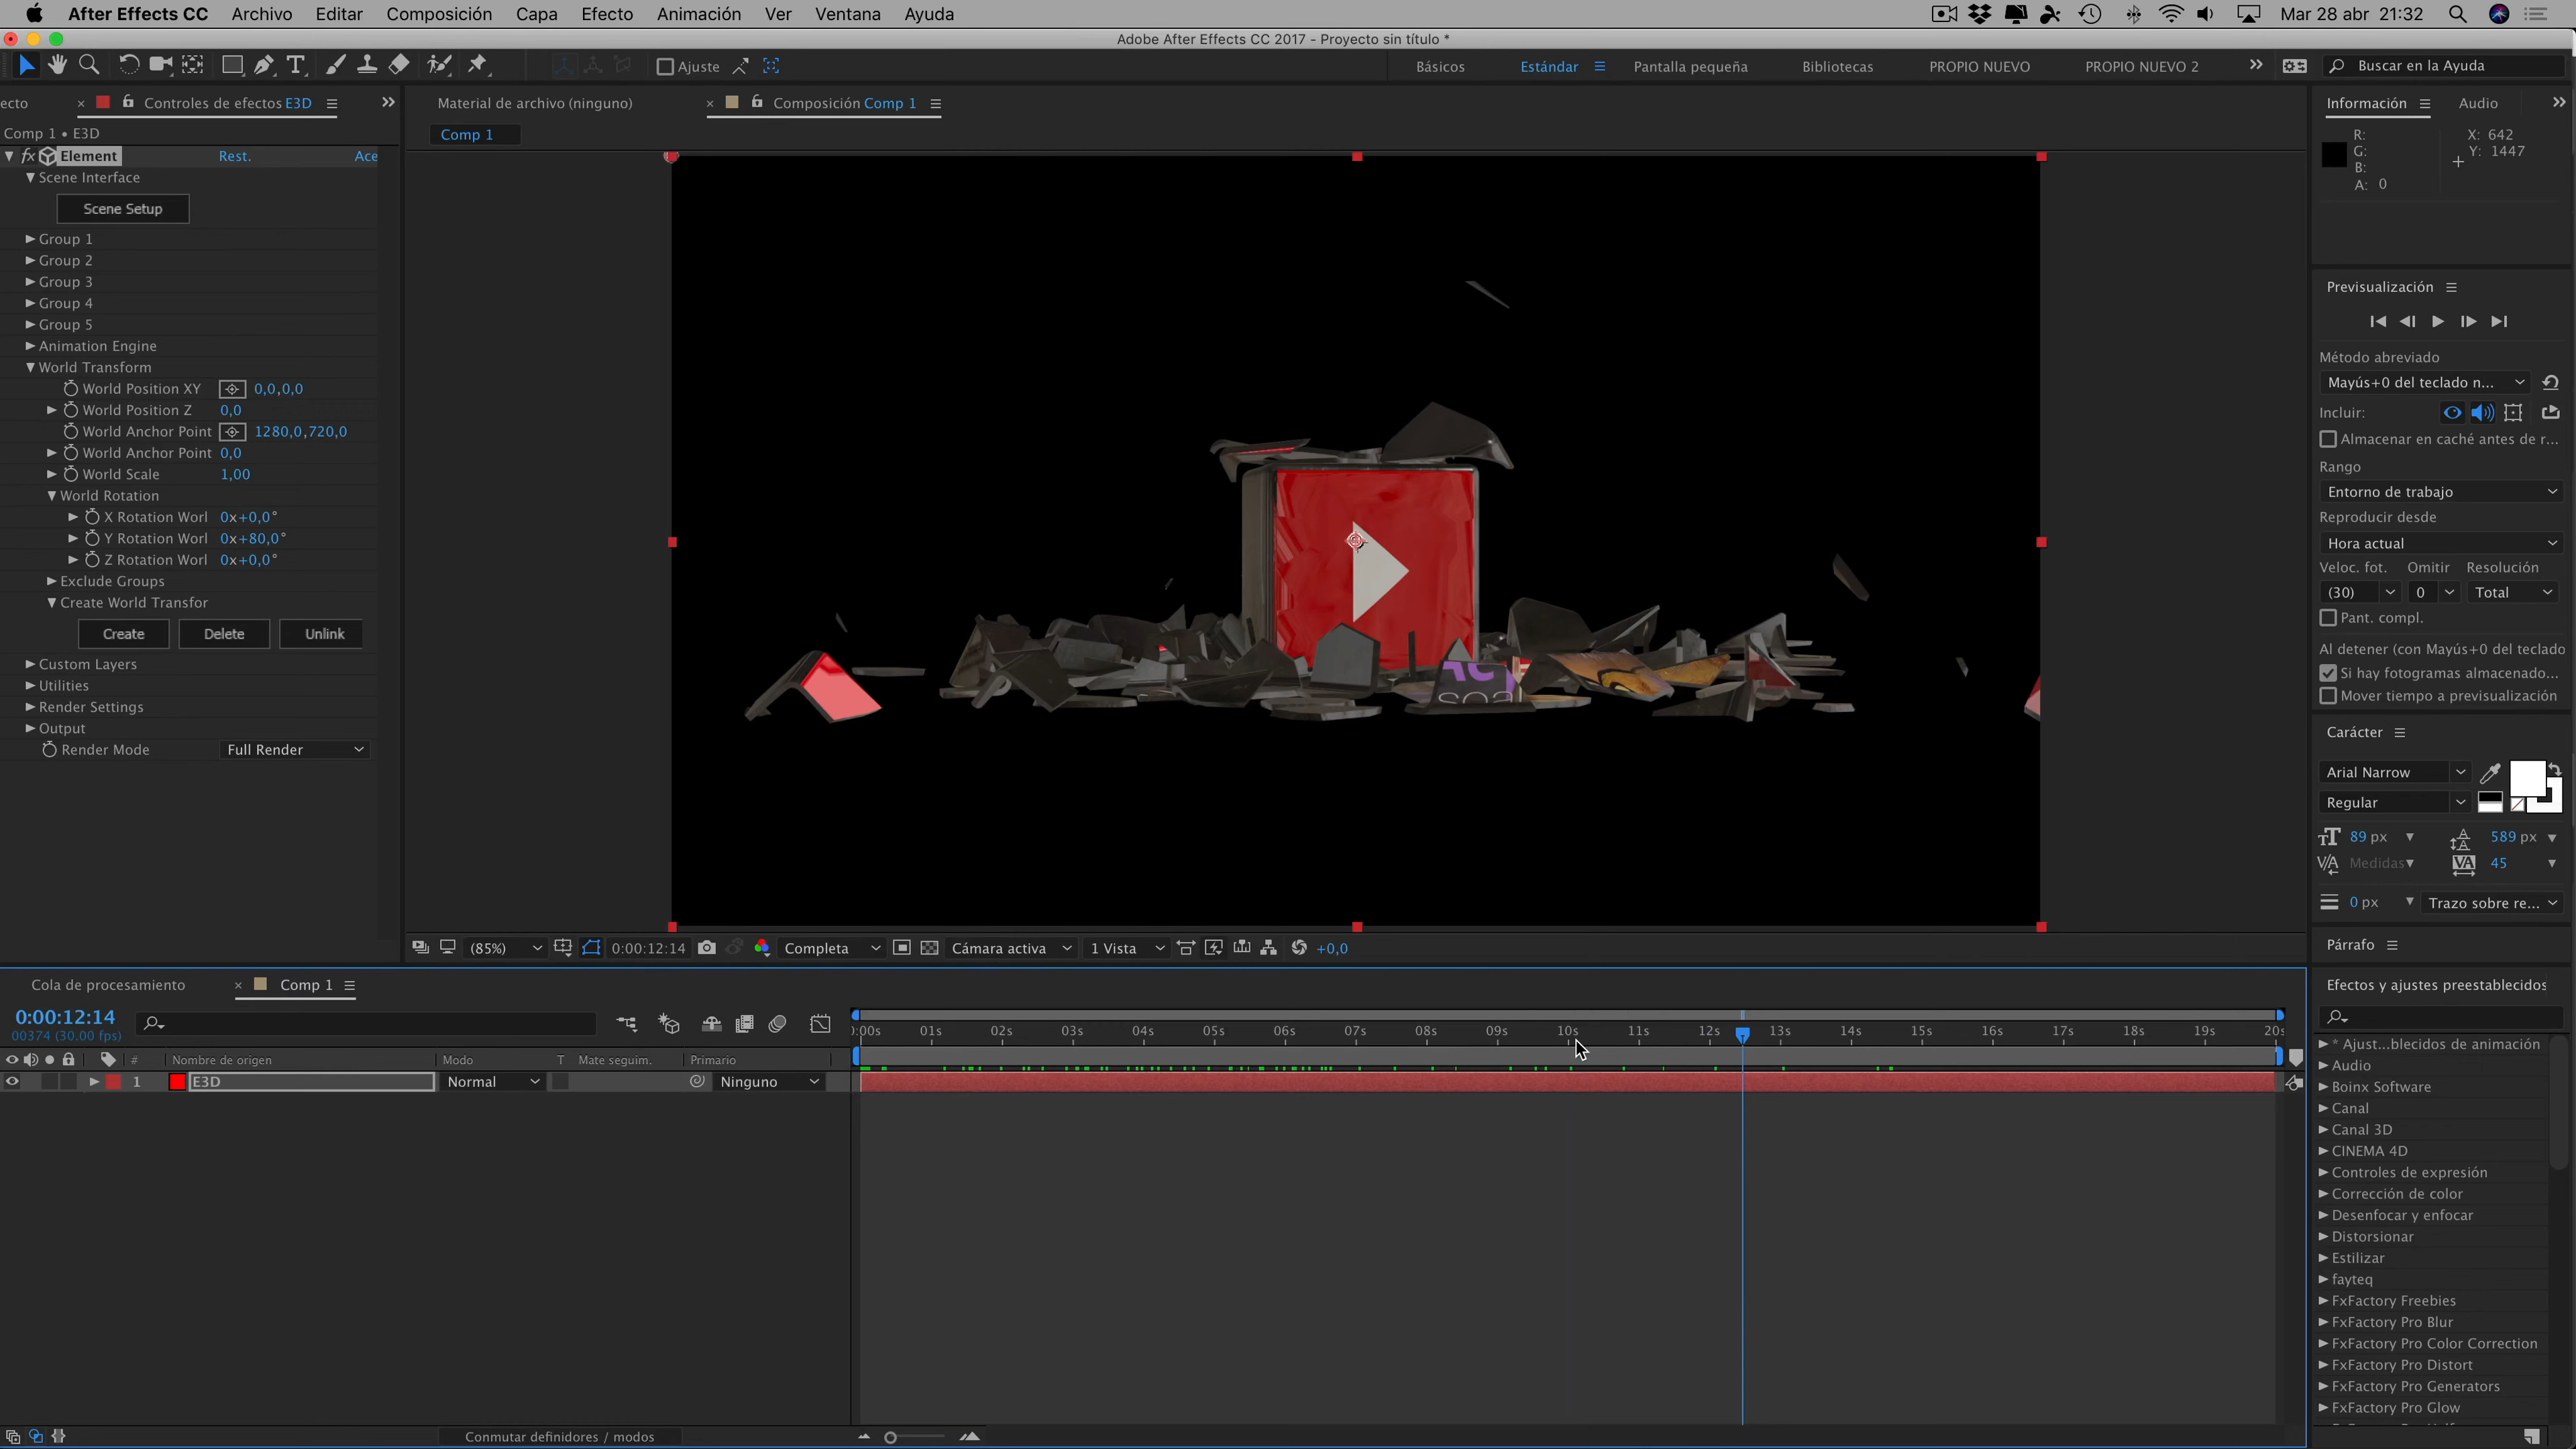 After Effects CC Archivo Editar Composición Capa Efecto Animación Ver Ventana Ayuda Mar 28 abr 21:32
Adobe After Effects CC 2017 - Proyecto sin título *
Ajuste Básicos Estándar Pantalla pequeña Bibliotecas PROPIO NUEVO PROPIO NUEVO 2 Buscar en la Ayuda
ecto × Controles de efectos E3D
Comp 1 • E3D
fx Element Rest. Ace
Scene Interface
Scene Setup
Group 1
Group 2
Group 3
Group 4
Group 5
Animation Engine
World Transform
World Position XY 0,0,0,0
World Position Z 0,0
World Anchor Point 1280,0,720,0
World Anchor Point 0,0
World Scale 1,00
World Rotation
X Rotation Worl 0x+0,0°
Y Rotation Worl 0x+80,0°
Z Rotation Worl 0x+0,0°
Exclude Groups
Create World Transfor
Create Delete Unlink
Custom Layers
Utilities
Render Settings
Output
Render Mode Full Render
Material de archivo (ninguno) × Composición Comp 1
Comp 1
soa
(85%) 0:00:12:14 Completa Cámara activa 1 Vista +0,0
Información Audio
R: X: 642
G: Y: 1447
B:
A: 0
Previsualización
Método abreviado
Mayús+0 del teclado n...
Incluir:
Almacenar en caché antes de r...
Rango
Entorno de trabajo
Reproducir desde
Hora actual
Veloc. fot. Omitir Resolución
(30) 0 Total
Pant. compl.
Al detener (con Mayús+0 del teclado
Si hay fotogramas almacenado...
Mover tiempo a previsualización
Carácter
Arial Narrow
Regular
89 px 589 px
Medidas 45
0 px Trazo sobre re...
Párrafo
Efectos y ajustes preestablecidos
* Ajust...blecidos de animación
Audio
Boinx Software
Canal
Canal 3D
CINEMA 4D
Controles de expresión
Corrección de color
Desenfocar y enfocar
Distorsionar
Estilizar
fayteq
FxFactory Freebies
FxFactory Pro Blur
FxFactory Pro Color Correction
FxFactory Pro Distort
FxFactory Pro Generators
FxFactory Pro Glow
Cola de procesamiento × Comp 1
0:00:12:14
00374 (30.00 fps)
):00s 01s 02s 03s 04s 05s 06s 07s 08s 09s 10s 11s 12s 13s 14s 15s 16s 17s 18s 19s 20s
# Nombre de origen Modo T Mate seguim. Primario
1 E3D Normal Ninguno
Conmutar definidores / modos